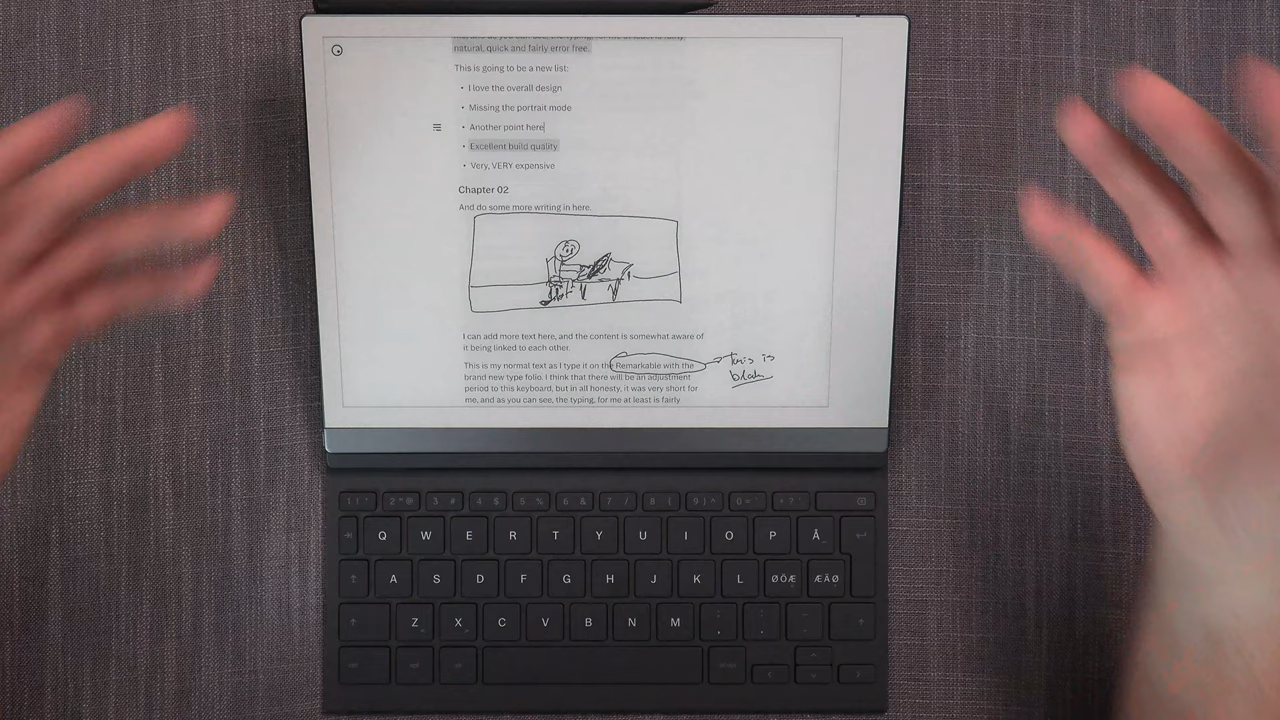 natural, quick and fairly error free.
This is going to be a new list:
• I love the overall design
• Missing the portrait mode
• Another point here
• Excellent build quality
• Very, VERY expensive
Chapter 02
And do some more writing in here.
I can add more text here, and the content is somewhat aware of
it being linked to each other.
This is my normal text as I type it on the Remarkable with the
This is
brand new type folio. I think that there will be an adjustment
period to this keyboard, but in all honesty, it was very short for
me, and as you can see, the typing, for me at least is fairly
Q W E R T Y U I O P Å
A S D F G H J K L ØÖÆ ÆÄØ
Z X C V B N M